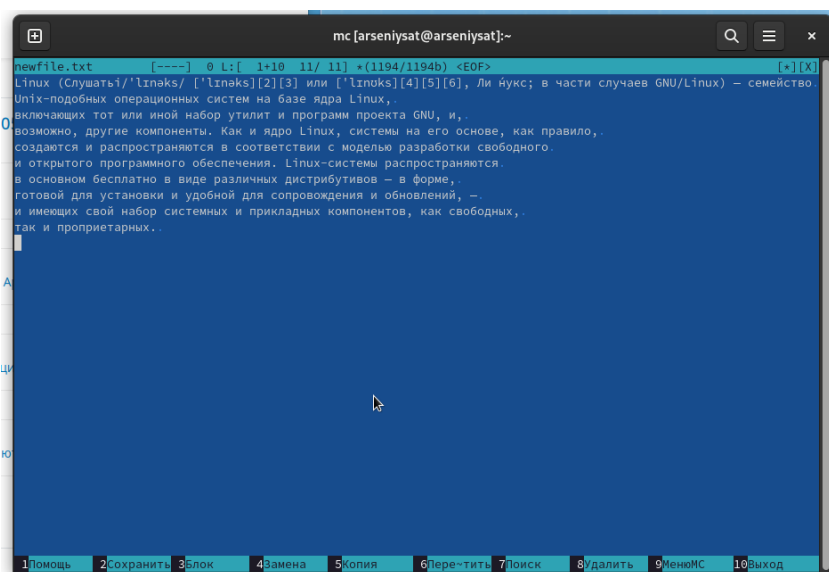 mc [arseniysat@arseniysat]:~
newfile.txt [----] 0 L:[ 1+10 11/ 11] *(1194/1194b) <EOF> [*][X]
Linux (Слушатьi/ˈlɪnəks/ [ˈlɪnəks][2][3] или [ˈlɪnʊks][4][5][6], Ли́нукс; в части случаев GNU/Linux) — семейство
Unix-подобных операционных систем на базе ядра Linux,.
включающих тот или иной набор утилит и программ проекта GNU, и,.
возможно, другие компоненты. Как и ядро Linux, системы на его основе, как правило,.
создаются и распространяются в соответствии с моделью разработки свободного.
и открытого программного обеспечения. Linux-системы распространяются.
в основном бесплатно в виде различных дистрибутивов — в форме,.
готовой для установки и удобной для сопровождения и обновлений, —.
и имеющих свой набор системных и прикладных компонентов, как свободных,.
так и проприетарных..
1Помощь 2Сохранить 3Блок 4Замена 5Копия 6Пере~тить 7Поиск 8Удалить 9МенюMC 10Выход